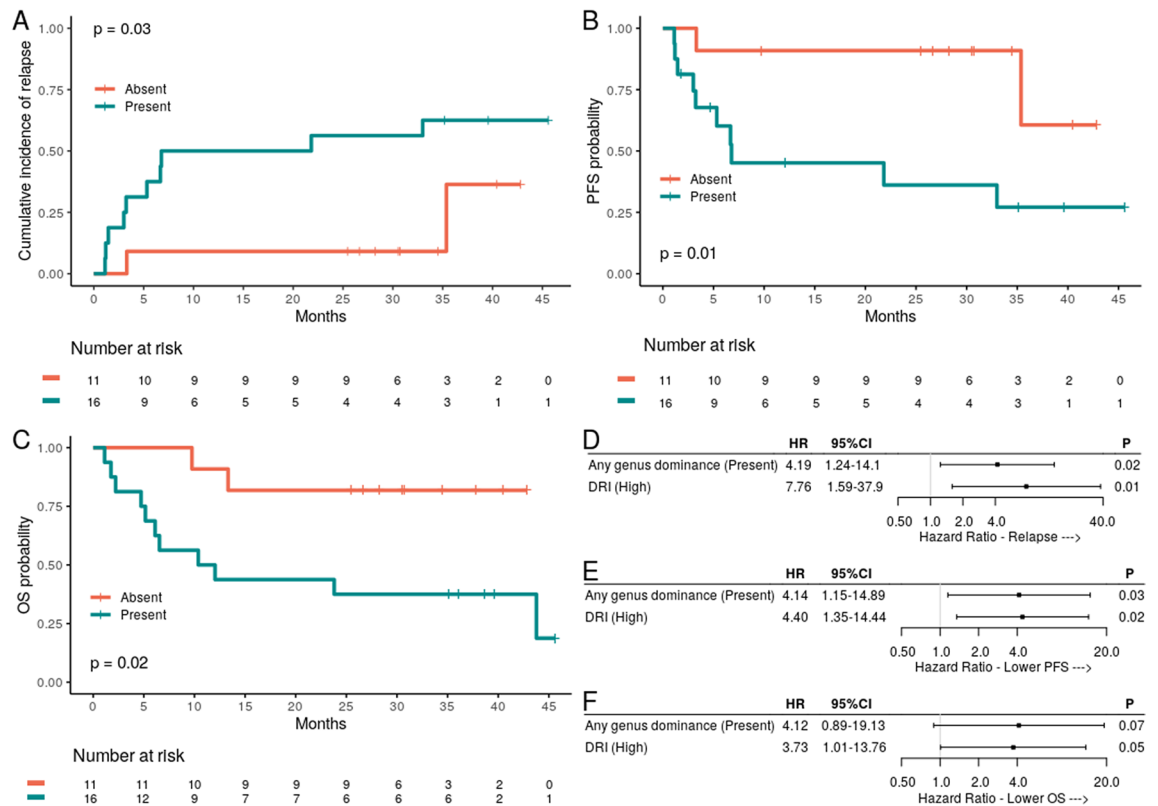 A
Cumulative incidence of relapse
p = 0.03
Absent
Present
1.00
0.75
0.50
0.25
0.00
0 5 10 15 20 25 30 35 40 45
Months
Number at risk
11 10 9 9 9 9 6 3 2 0
16 9 6 5 5 4 4 3 1 1
B
PFS probability
1.00
0.75
0.50
0.25
0.00
Absent
Present
p = 0.01
0 5 10 15 20 25 30 35 40 45
Months
Number at risk
11 10 9 9 9 9 6 3 2 0
16 9 6 5 5 4 4 3 1 1
C
OS probability
1.00
0.75
0.50
0.25
0.00
Absent
Present
p = 0.02
0 5 10 15 20 25 30 35 40 45
Months
Number at risk
11 11 10 9 9 9 6 3 2 0
16 12 9 7 7 6 6 6 2 1
D
HR 95%CI P
Any genus dominance (Present) 4.19 1.24-14.1 0.02
DRI (High) 7.76 1.59-37.9 0.01
0.50 1.0 2.0 4.0 40.0
Hazard Ratio - Relapse --->
E
HR 95%CI P
Any genus dominance (Present) 4.14 1.15-14.89 0.03
DRI (High) 4.40 1.35-14.44 0.02
0.50 1.0 2.0 4.0 20.0
Hazard Ratio - Lower PFS --->
F
HR 95%CI P
Any genus dominance (Present) 4.12 0.89-19.13 0.07
DRI (High) 3.73 1.01-13.76 0.05
0.50 1.0 2.0 4.0 20.0
Hazard Ratio - Lower OS --->